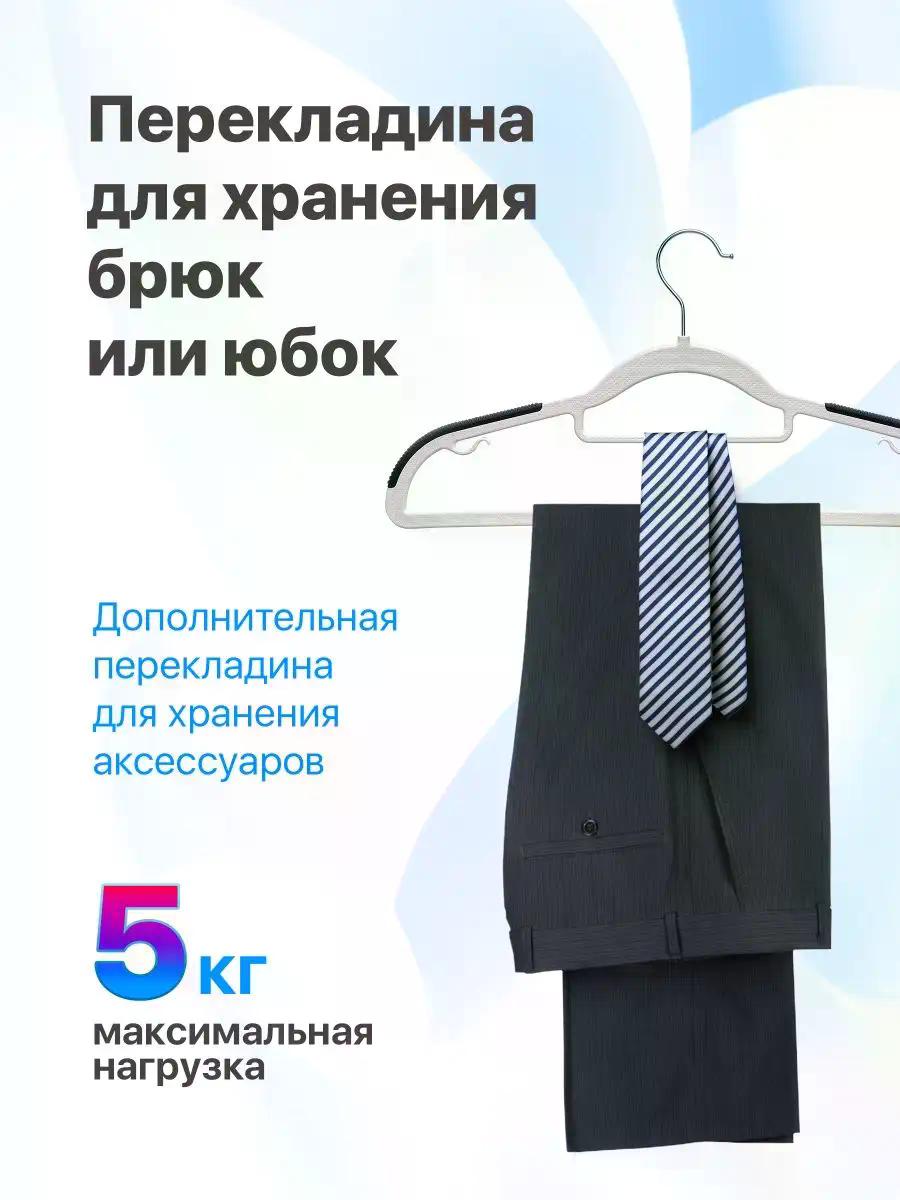 Перекладина
для хранения
брюк
или юбок
Дополнительная
перекладина
для хранения
аксессуаров
5 кг
максимальная
нагрузка